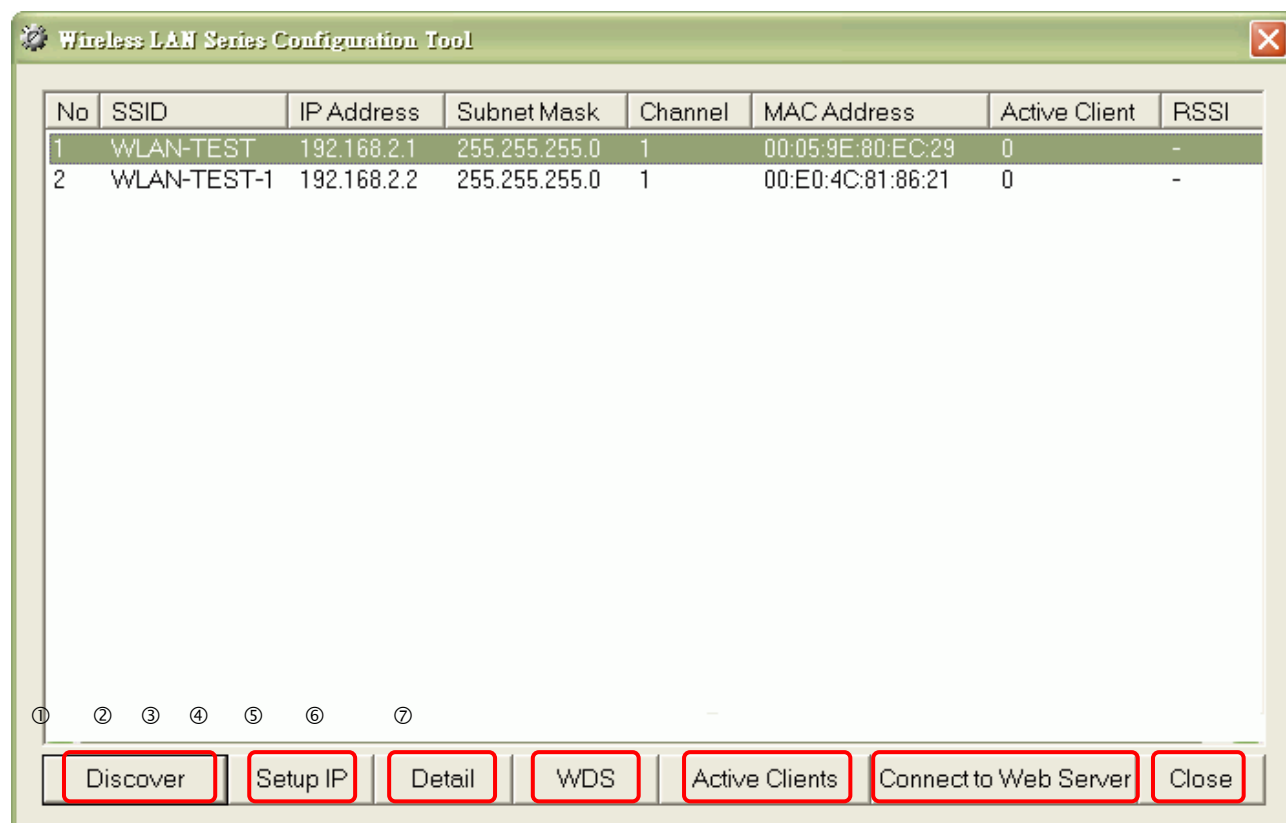 Wireless LAN Series Configuration Tool
No SSID IP Address Subnet Mask Channel MAC Address Active Client RSSI
1 WLAN-TEST 192.168.2.1 255.255.255.0 1 00:05:9E:80:EC:29 0 -
2 WLAN-TEST-1 192.168.2.2 255.255.255.0 1 00:E0:4C:81:86:21 0 -
① ② ③ ④ ⑤ ⑥ ⑦
Discover Setup IP Detail WDS Active Clients Connect to Web Server Close